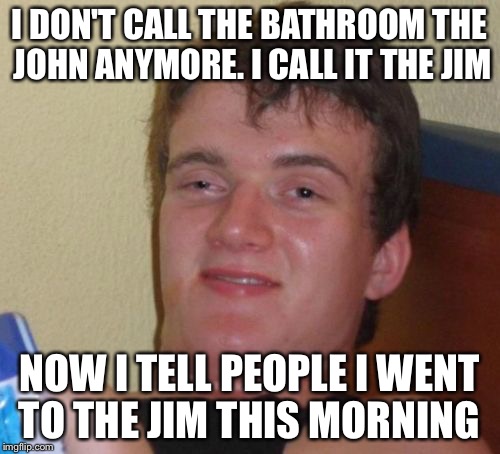 I DON'T CALL THE BATHROOM THE
JOHN ANYMORE. I CALL IT THE JIM
NOW I TELL PEOPLE I WENT
TO THE JIM THIS MORNING
imgflip.com